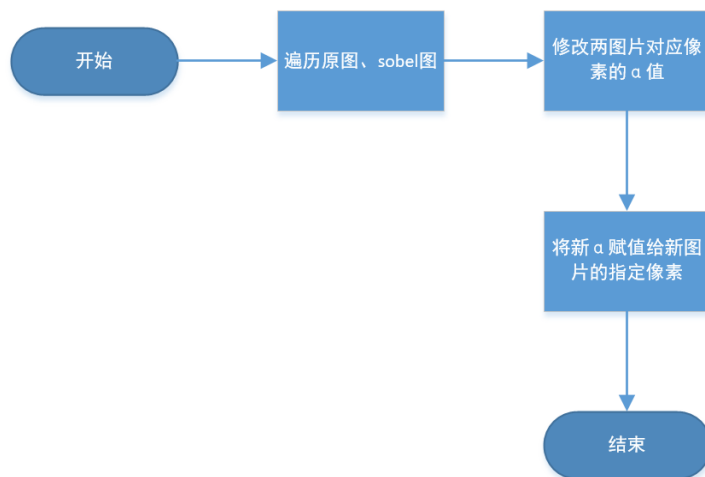 开始
遍历原图、sobel图
修改两图片对应像
素的α值
将新α赋值给新图
片的指定像素
结束